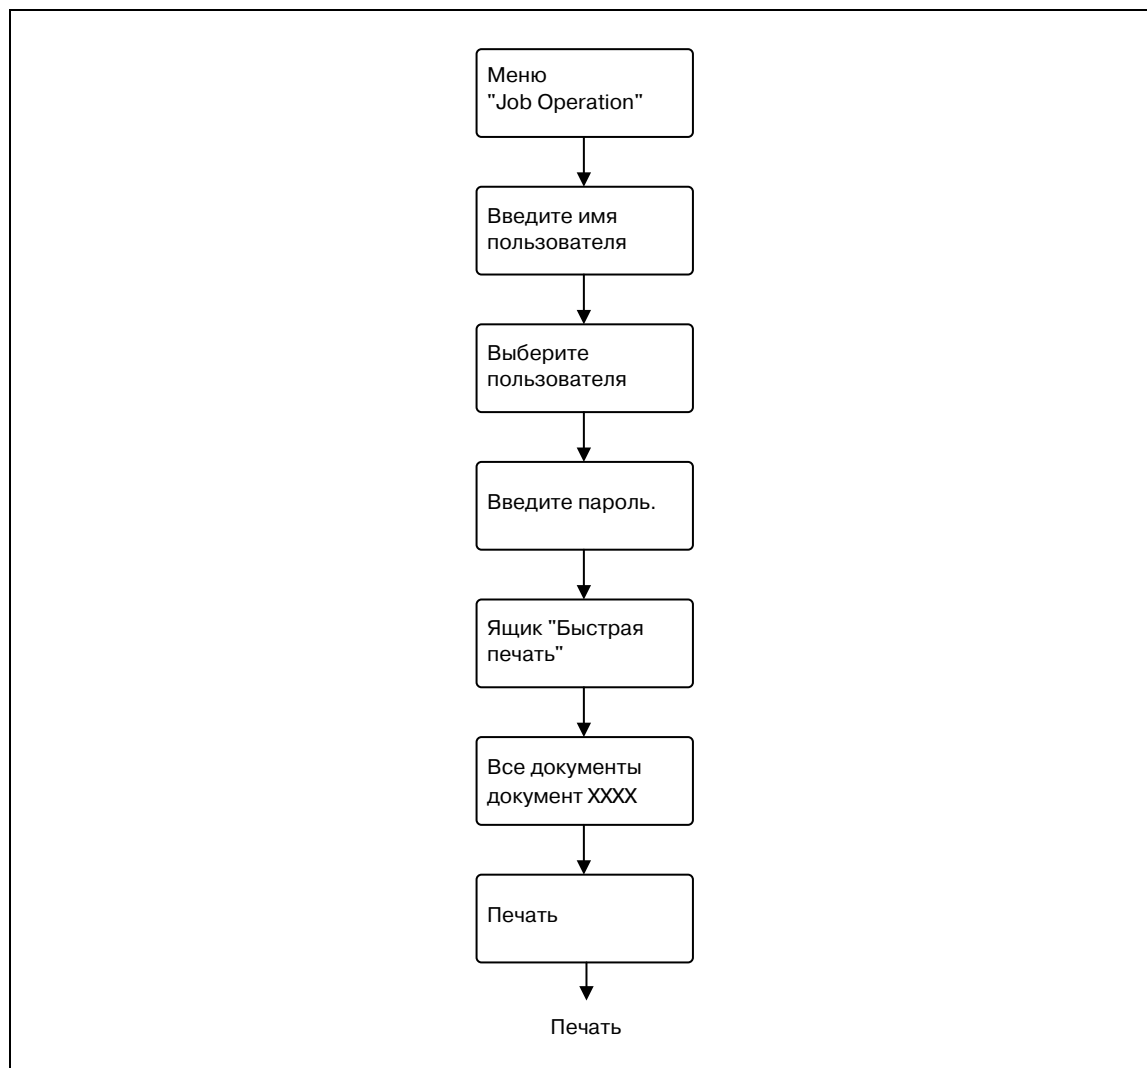 Меню
"Job Operation"
Введите имя
пользователя
Выберите
пользователя
Введите пароль.
Ящик "Быстрая
печать"
Все документы
документ XXXX
Печать
Печать